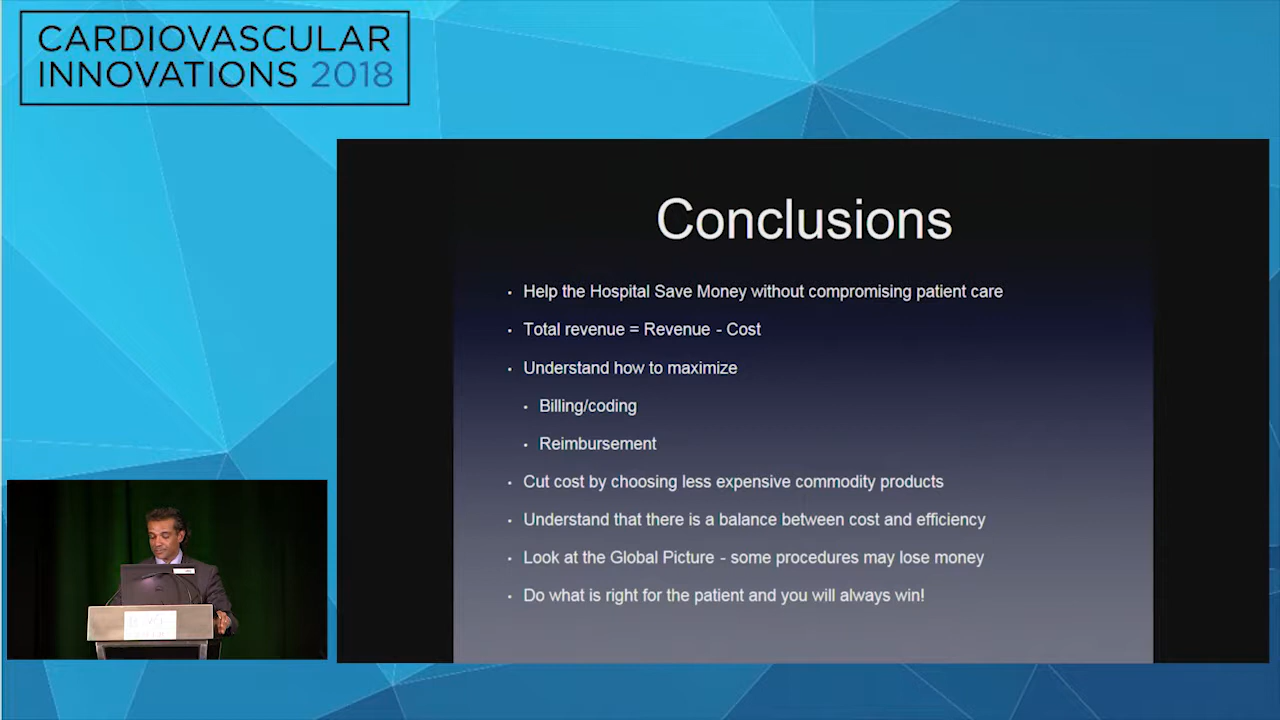 CARDIOVASCULAR
INNOVATIONS 2018
Conclusions
• Help the Hospital Save Money without compromising patient care
• Total revenue = Revenue - Cost
• Understand how to maximize
• Billing/coding
• Reimbursement
• Cut cost by choosing less expensive commodity products
• Understand that there is a balance between cost and efficiency
• Look at the Global Picture - some procedures may lose money
• Do what is right for the patient and you will always win!